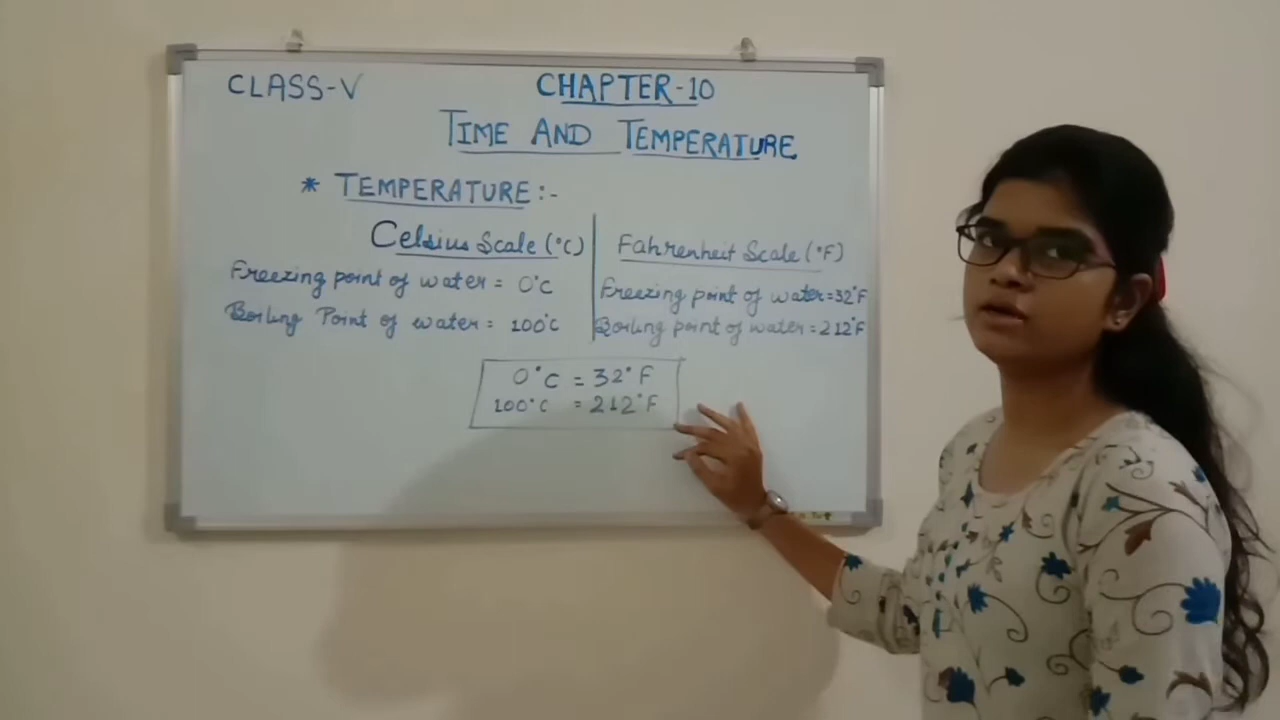 CLASS-V
CHAPTER-10
TIME AND TEMPERATURE
* TEMPERATURE:-
Celsius Scale (°C)
Freezing point of water = 0°C
Boiling Point of water = 100°C
Fahrenheit Scale (°F)
Freezing point of water=32°F
Boiling point of water=212°F
0°C = 32°F
100°C = 212°F